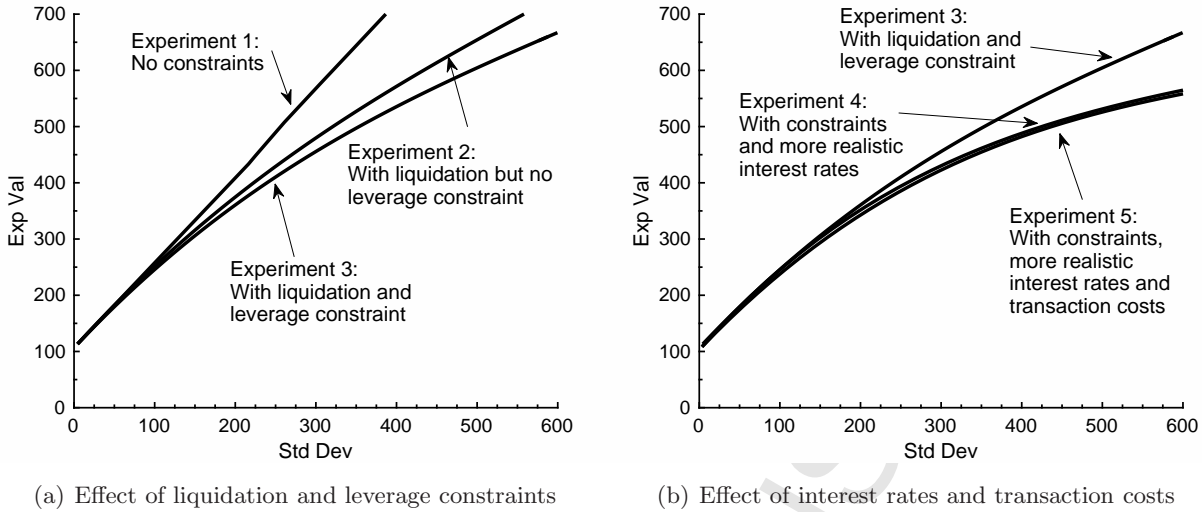 700
600
500
400
300
200
100
0
Exp Val
Experiment 1:
No constraints
Experiment 2:
With liquidation but no
leverage constraint
Experiment 3:
With liquidation and
leverage constraint
0 100 200 300 400 500 600
Std Dev
(a) Effect of liquidation and leverage constraints
700
600
500
400
300
200
100
0
Exp Val
Experiment 3:
With liquidation and
leverage constraint
Experiment 4:
With constraints
and more realistic
interest rates
Experiment 5:
With constraints,
more realistic
interest rates and
transaction costs
0 100 200 300 400 500 600
Std Dev
(b) Effect of interest rates and transaction costs